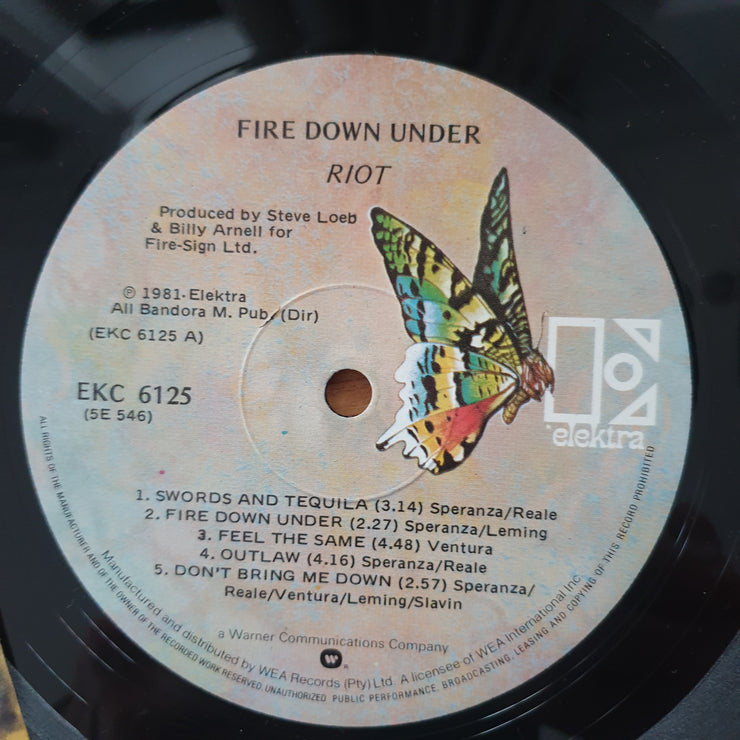 FIRE DOWN UNDER
RIOT
Produced by Steve Loeb
& Billy Arnell for
Fire-Sign Ltd.
℗ 1981· Elektra
All Bandora M. Pub. (Dir)
(EKC 6125 A)
EKC 6125
(5E 546)
elektra
1. SWORDS AND TEQUILA (3.14) Speranza/Reale
2. FIRE DOWN UNDER (2.27) Speranza/Leming
3. FEEL THE SAME (4.48) Ventura
4. OUTLAW (4.16) Speranza/Reale
5. DON'T BRING ME DOWN (2.57) Speranza/
Reale/Ventura/Leming/Slavin
a Warner Communications Company
W
Manufactured and distributed by WEA Records (Pty) Ltd. A licensee of WEA International Inc
ALL RIGHTS OF THE MANUFACTURER AND OF THE OWNER OF THE RECORDED WORK RESERVED. UNAUTHORIZED PUBLIC PERFORMANCE, BROADCASTING, LEASING AND COPYING OF THIS RECORD PROHIBITED